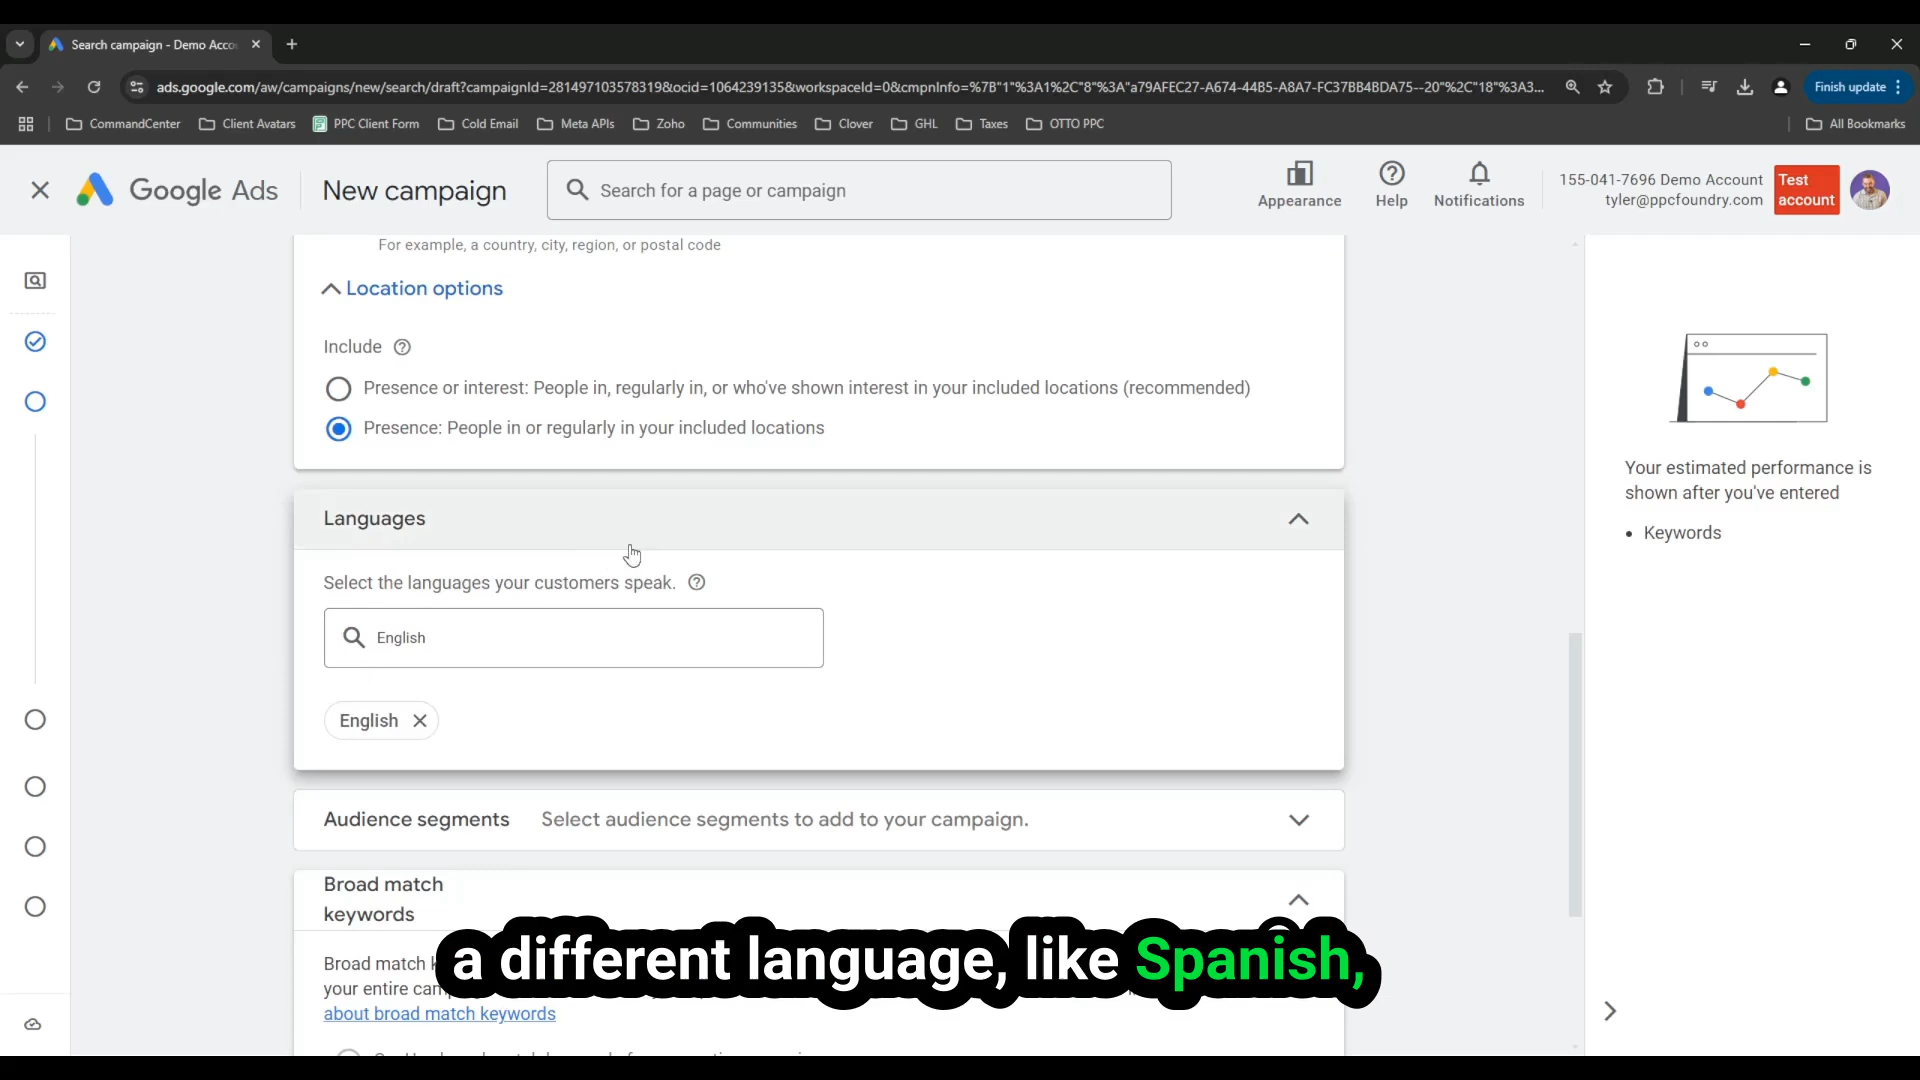 Search campaign - Demo Acco
ads.google.com/aw/campaigns/new/search/draft?campaignId=281497103578319&ocid=1064239135&workspaceId=0&cmpnInfo=%7B"1"%3A1%2C"8"%3A"a79AFEC27-A674-44B5-A8A7-FC37BB4BDA75--20"%2C"18"%3A3...
Finish update
CommandCenter
Client Avatars
PPC Client Form
Cold Email
Meta APIs
Zoho
Communities
Clover
GHL
Taxes
OTTO PPC
All Bookmarks
Google Ads
New campaign
Search for a page or campaign
Appearance
Help
Notifications
155-041-7696 Demo Account
tyler@ppcfoundry.com
Test
account
For example, a country, city, region, or postal code
Location options
Include
Presence or interest: People in, regularly in, or who've shown interest in your included locations (recommended)
Presence: People in or regularly in your included locations
Languages
Select the languages your customers speak.
English
English
Audience segments
Select audience segments to add to your campaign.
Broad match
keywords
Broad match
your entire
about broad match keywords
a different language, like Spanish,
Your estimated performance is
shown after you've entered
Keywords